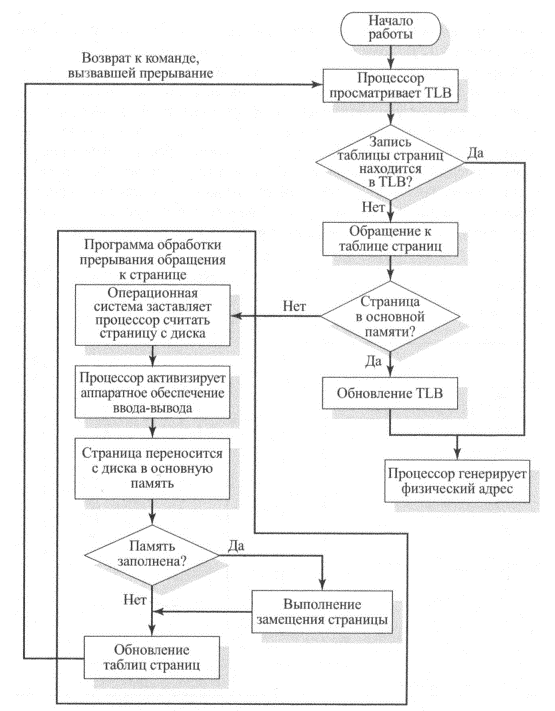 Начало
работы
Возврат к команде,
вызвавшей прерывание
Процессор
просматривает TLB
Запись
таблицы страниц
находится
в TLB?
Да
Нет
Обращение к
таблице страниц
Программа обработки
прерывания обращения
к странице
Операционная
система заставляет
процессор считать
страницу с диска
Нет
Страница
в основной
памяти?
Да
Процессор активизирует
аппаратное обеспечение
ввода-вывода
Обновление TLB
Страница переносится
с диска в основную
память
Процессор генерирует
физический адрес
Память
заполнена?
Да
Нет
Выполнение
замещения страницы
Обновление
таблиц страниц